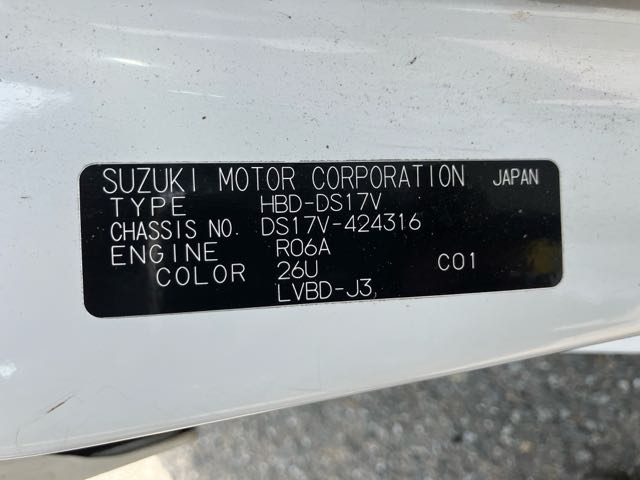 SUZUKI MOTOR CORPORATION JAPAN
TYPE HBD-DS17V
CHASSIS NO. DS17V-424316
ENGINE R06A
COLOR 26U C01
LVBD-J3